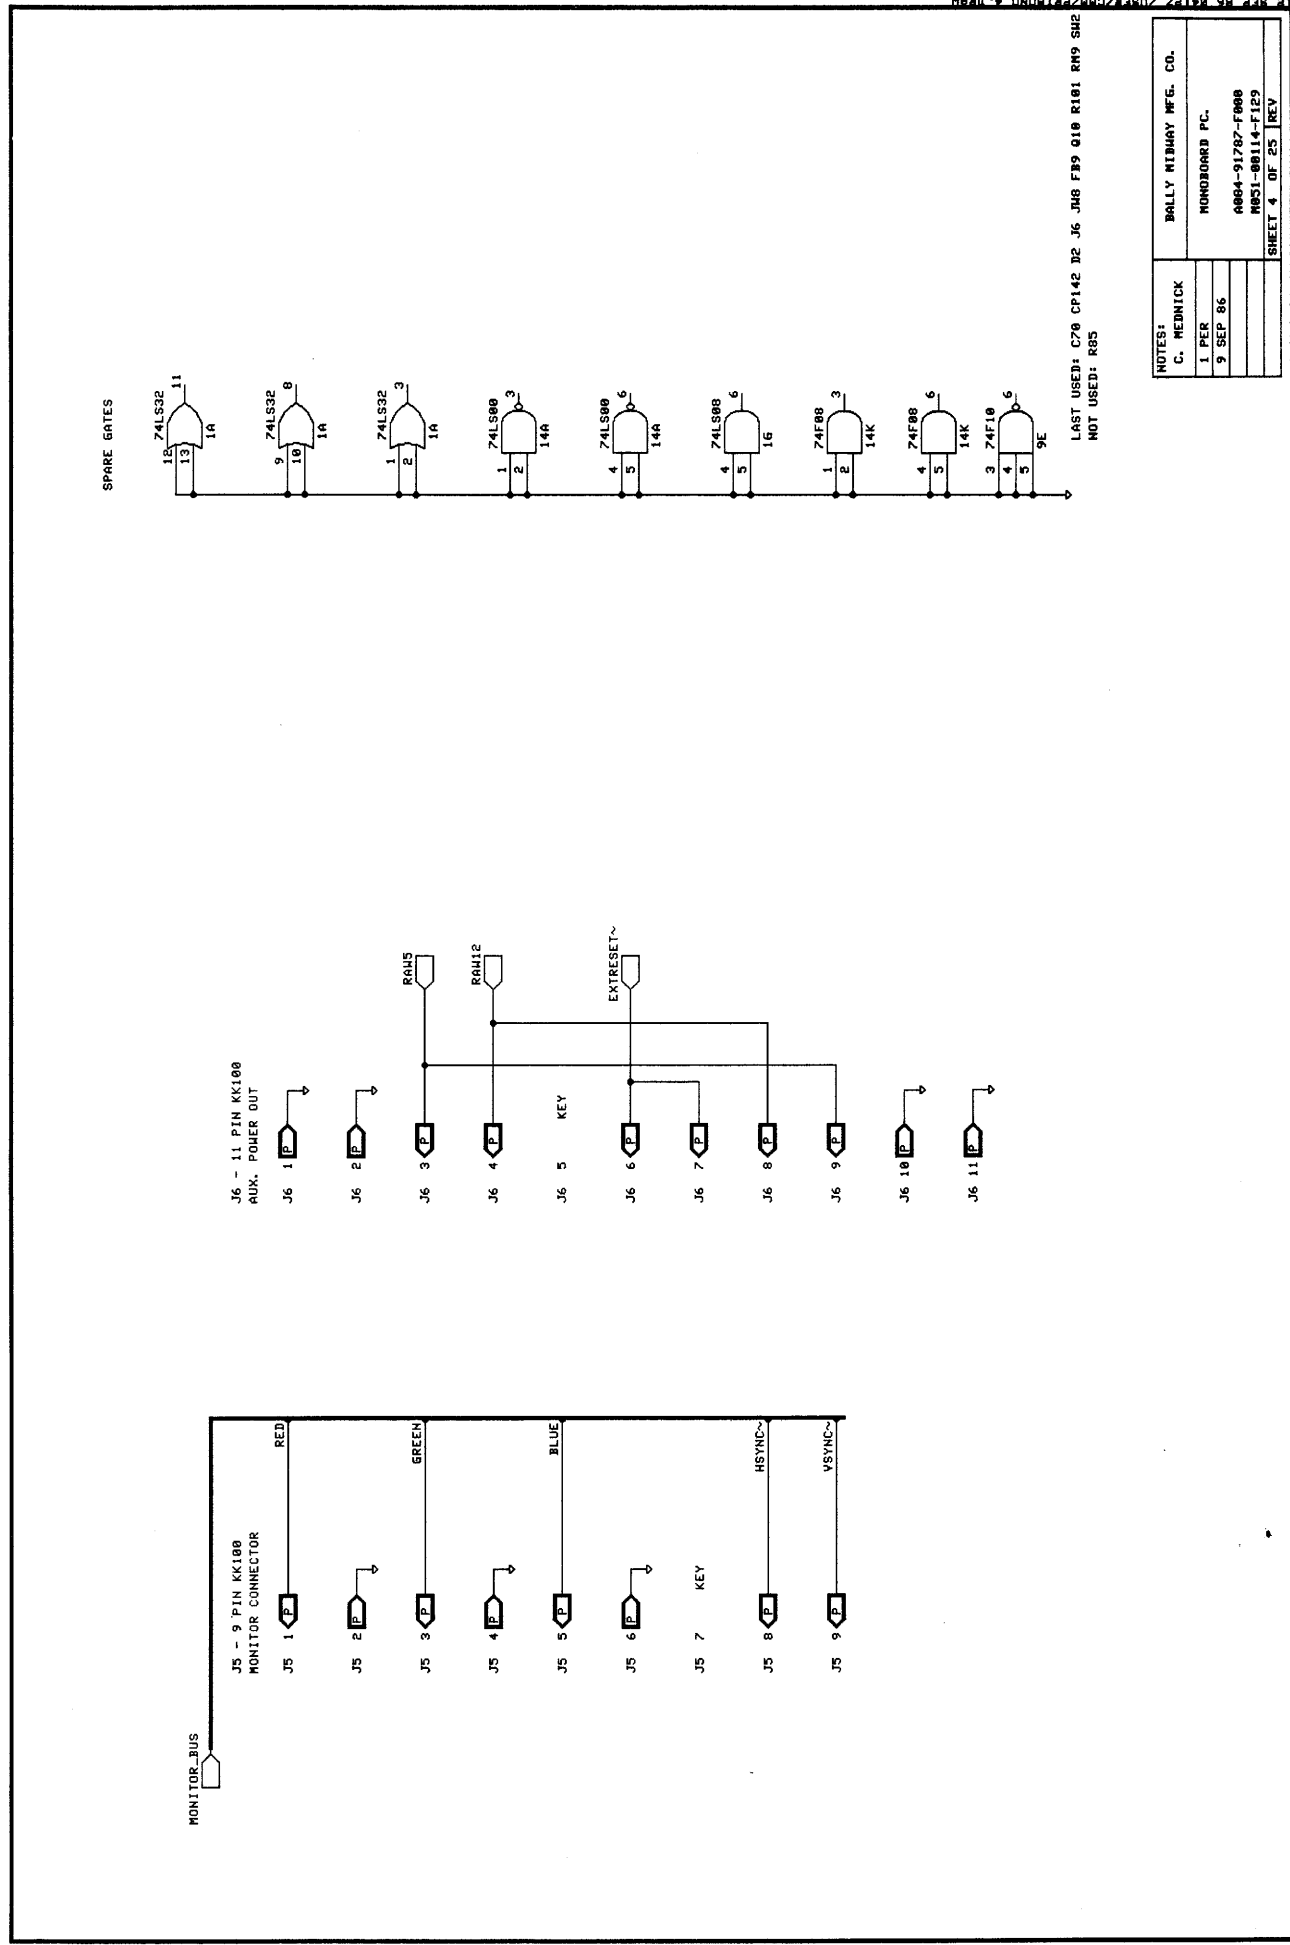 MONITOR_BUS
J5 - 9 PIN KK100
MONITOR CONNECTOR
J5 1 P RED
J5 2 P
J5 3 P GREEN
J5 4 P
J5 5 P BLUE
J5 6 P
J5 7 KEY
J5 8 P HSYNC~
J5 9 P VSYNC~
J6 - 11 PIN KK100
AUX. POWER OUT
J6 1 P
J6 2 P
J6 3 P RAW5
J6 4 P RAW12
J6 5 KEY
J6 6 P EXTRESET~
J6 7 P
J6 8 P
J6 9 P
J6 10 P
J6 11 P
SPARE GATES
74LS32
12 11
13
1A
74LS32
9 8
10
1A
74LS32
1 3
2
1A
74LS00
1 3
2
14A
74LS00
4 6
5
14A
74LS08
4 6
5
1G
74F08
1 3
2
14K
74F08
4 6
5
14K
74F10
3 6
4
5
9E
LAST USED: C70 CP142 D2 J6 JW8 FB9 Q10 R101 RN9 SW2
NOT USED: R85
NOTES:
C. MEDNICK
1 PER
9 SEP 86
BALLY MIDWAY MFG. CO.
MONOBOARD PC.
A084-91787-F000
M051-00114-F129
SHEET 4 OF 25 REV